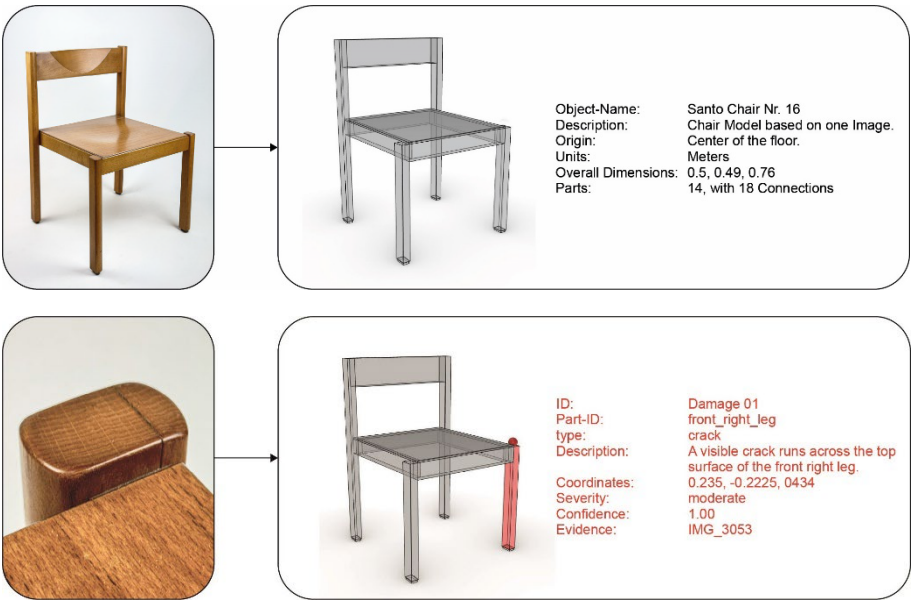 Object-Name: Santo Chair Nr. 16
Description: Chair Model based on one Image.
Origin: Center of the floor.
Units: Meters
Overall Dimensions: 0.5, 0.49, 0.76
Parts: 14, with 18 Connections
ID: Damage 01
Part-ID: front_right_leg
type: crack
Description: A visible crack runs across the top
surface of the front right leg.
Coordinates: 0.235, -0.2225, 0434
Severity: moderate
Confidence: 1.00
Evidence: IMG_3053